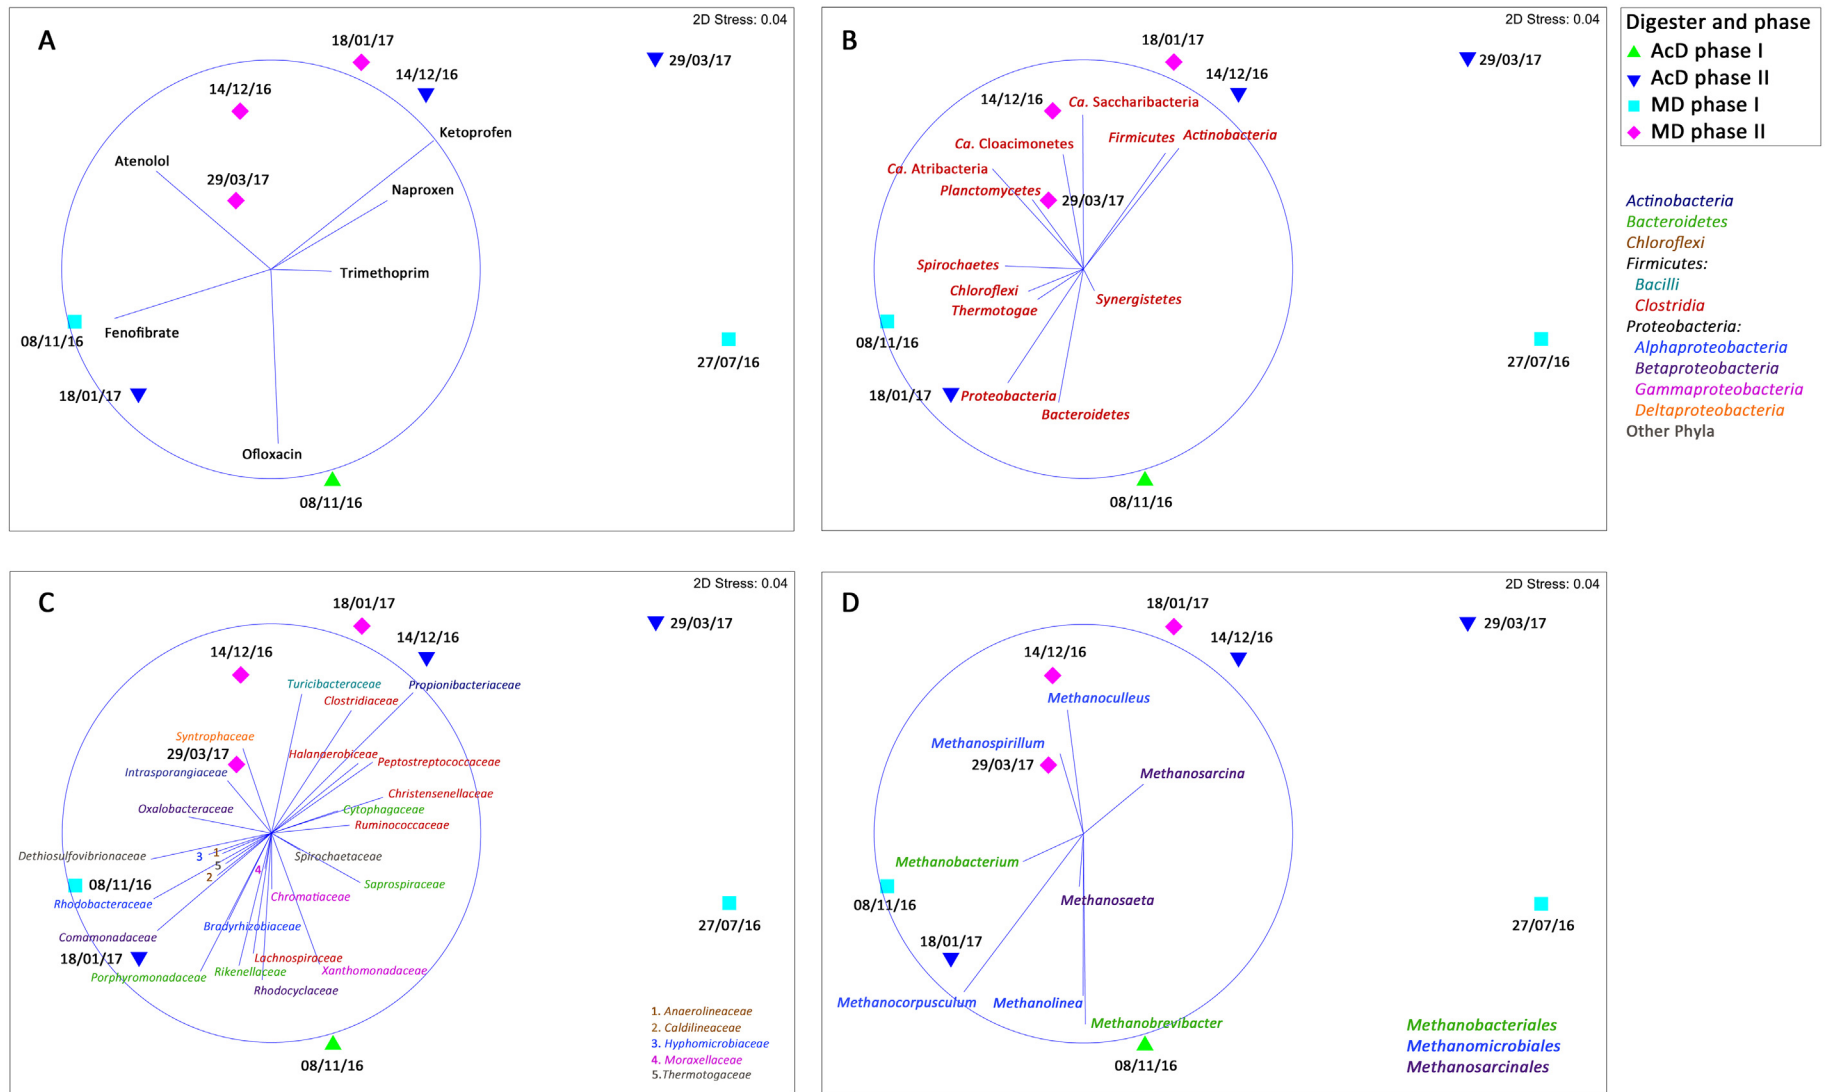 2D Stress: 0.04
A
18/01/17
29/03/17
14/12/16
14/12/16
Ketoprofen
Atenolol
29/03/17
Naproxen
Trimethoprim
Fenofibrate
08/11/16
27/07/16
18/01/17
Ofloxacin
08/11/16
2D Stress: 0.04
B
18/01/17
29/03/17
14/12/16
14/12/16
Ca. Saccharibacteria
Firmicutes
Actinobacteria
Ca. Cloacimonetes
Ca. Atribacteria
Planctomycetes
29/03/17
Spirochaetes
Chloroflexi
Synergistetes
Thermotogae
08/11/16
27/07/16
18/01/17
Proteobacteria
Bacteroidetes
08/11/16
Digester and phase
AcD phase I
AcD phase II
MD phase I
MD phase II
Actinobacteria
Bacteroidetes
Chloroflexi
Firmicutes:
Bacilli
Clostridia
Proteobacteria:
Alphaproteobacteria
Betaproteobacteria
Gammaproteobacteria
Deltaproteobacteria
Other Phyla
2D Stress: 0.04
C
18/01/17
29/03/17
14/12/16
14/12/16
Turicibacteraceae
Propionibacteriaceae
Clostridiaceae
Syntrophaceae
29/03/17
Halanaerobiceae
Peptostreptococcaceae
Intrasporangiaceae
Christensenellaceae
Oxalobacteraceae
Cytophagaceae
Ruminococcaceae
Dethiosulfovibrionaceae
3
1
5
2
4
Spirochaetaceae
08/11/16
Saprospiraceae
Rhodobacteraceae
Chromatiaceae
27/07/16
Bradyrhizobiaceae
Comamonadaceae
18/01/17
Lachnospiraceae
Porphyromonadaceae
Rikenellaceae
Xanthomonadaceae
Rhodocyclaceae
08/11/16
1. Anaerolineaceae
2. Caldilineaceae
3. Hyphomicrobiaceae
4. Moraxellaceae
5.Thermotogaceae
2D Stress: 0.04
D
18/01/17
29/03/17
14/12/16
14/12/16
Methanoculleus
Methanospirillum
29/03/17
Methanosarcina
Methanobacterium
Methanosaeta
08/11/16
27/07/16
18/01/17
Methanocorpusculum
Methanolinea
Methanobrevibacter
08/11/16
Methanobacteriales
Methanomicrobiales
Methanosarcinales